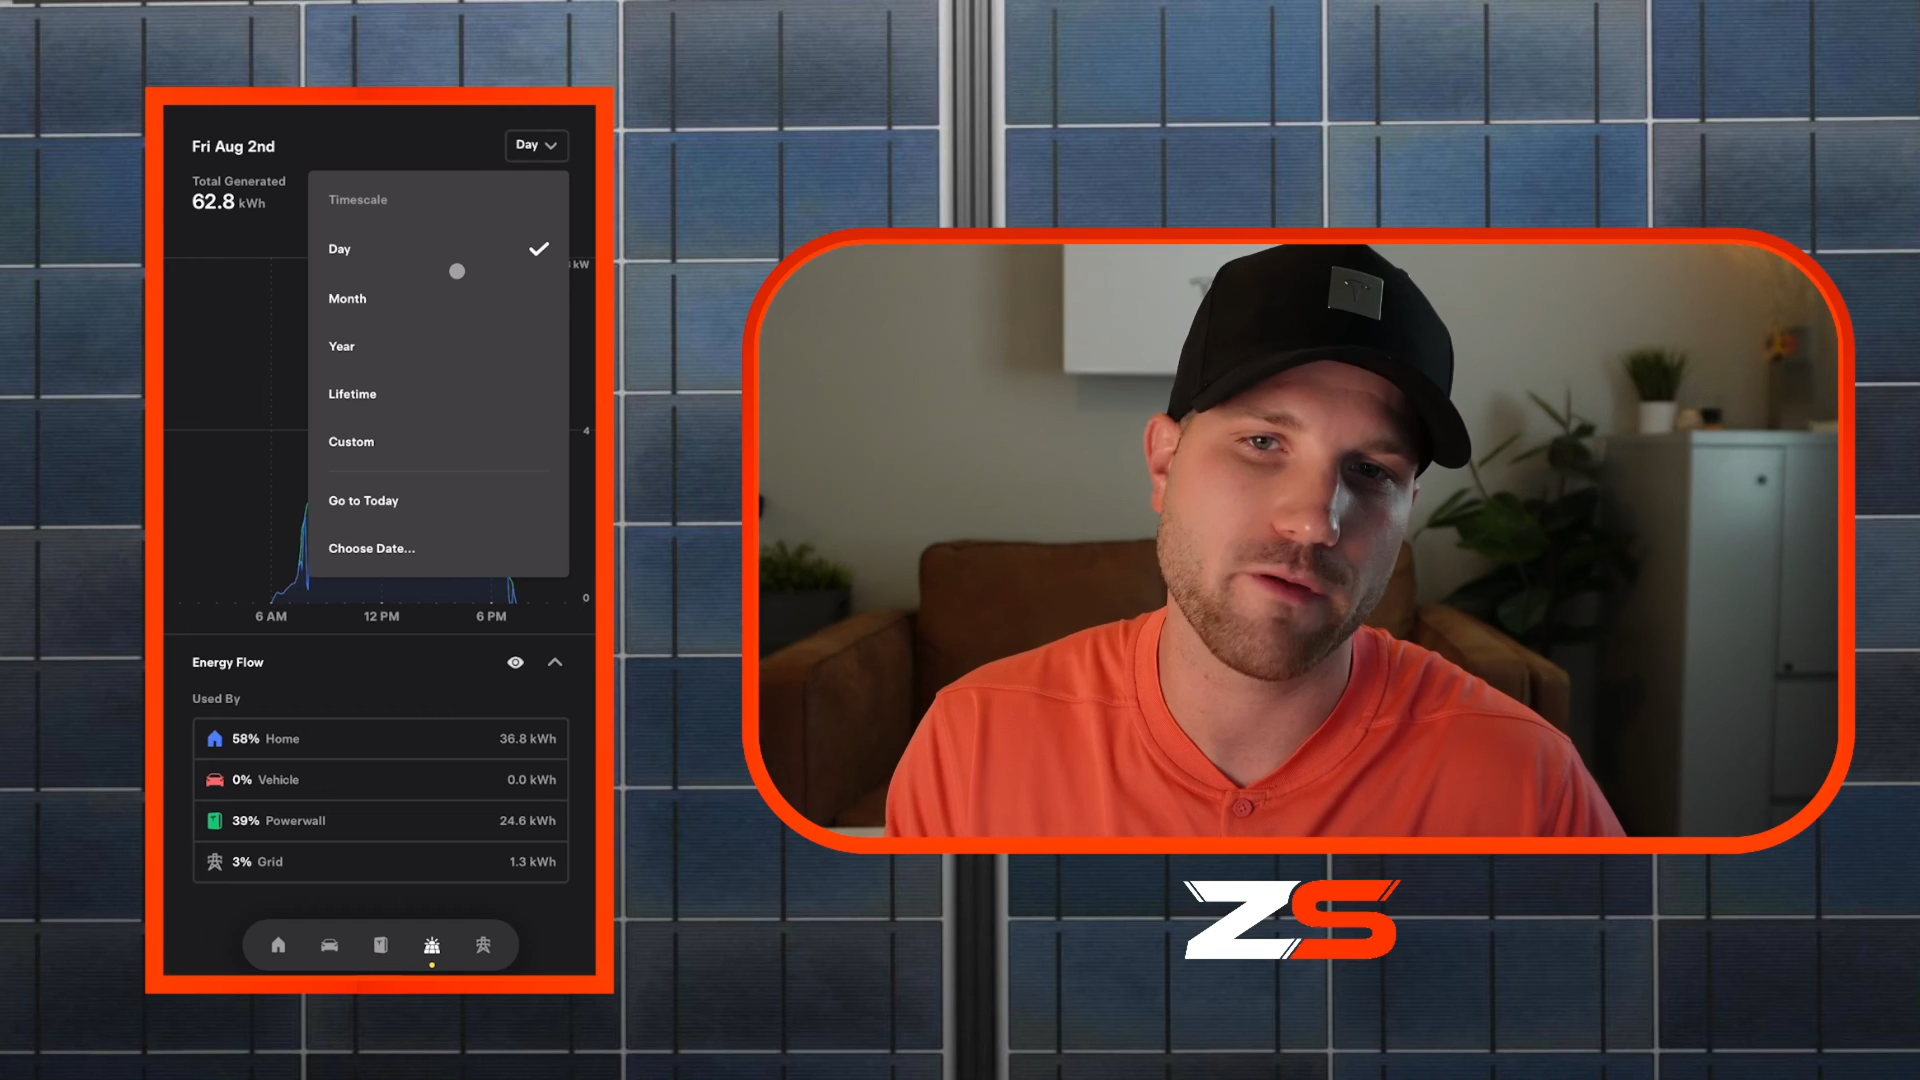 Fri Aug 2nd
Day
Total Generated
62.8 kWh
Timescale
Day
kW
Month
Year
Lifetime
4
Custom
Go to Today
Choose Date...
0
6 AM 12 PM 6 PM
Energy Flow
Used By
58% Home 36.8 kWh
0% Vehicle 0.0 kWh
39% Powerwall 24.6 kWh
3% Grid 1.3 kWh
ZS